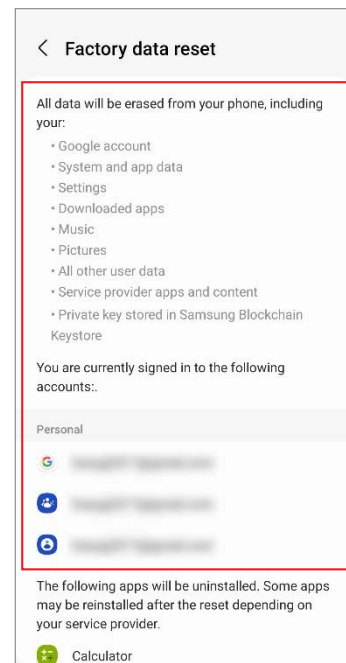 Factory data reset
All data will be erased from your phone, including
your:
• Google account
• System and app data
• Settings
• Downloaded apps
• Music
• Pictures
• All other user data
• Service provider apps and content
• Private key stored in Samsung Blockchain
Keystore
You are currently signed in to the following
accounts:.
Personal
G
The following apps will be uninstalled. Some apps
may be reinstalled after the reset depending on
your service provider.
Calculator